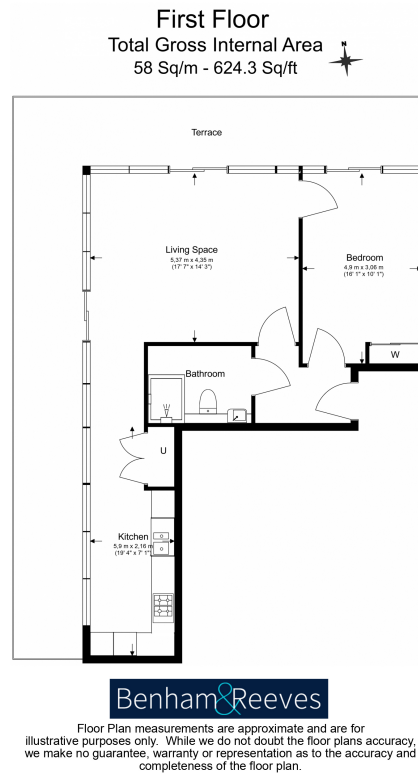 First Floor
Total Gross Internal Area
58 Sq/m - 624.3 Sq/ft
N
Terrace
Living Space
5,37 m x 4,35 m
(17' 7" x 14' 3")
Bedroom
4,9 m x 3,06 m
(16' 1" x 10' 1")
W
Bathroom
U
Kitchen
5,9 m x 2,16 m
(19' 4" x 7' 1")
Benham&Reeves
Floor Plan measurements are approximate and are for
illustrative purposes only. While we do not doubt the floor plans accuracy,
we make no guarantee, warranty or representation as to the accuracy and
completeness of the floor plan.